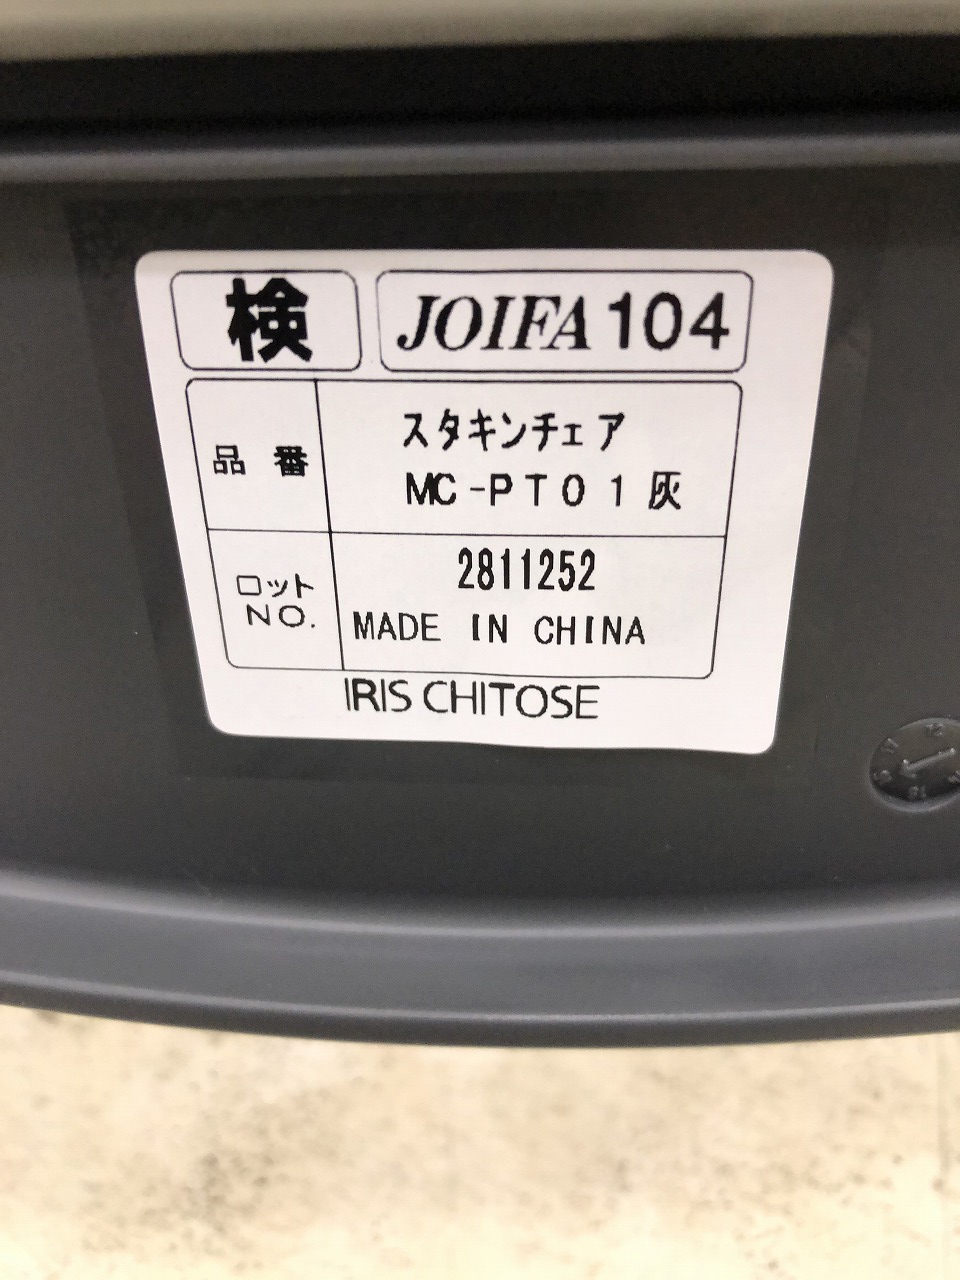 検 JOIFA 104
品番 スタキンチェア
MC-PT01灰
ロット
NO. 2811252
MADE IN CHINA
IRIS CHITOSE